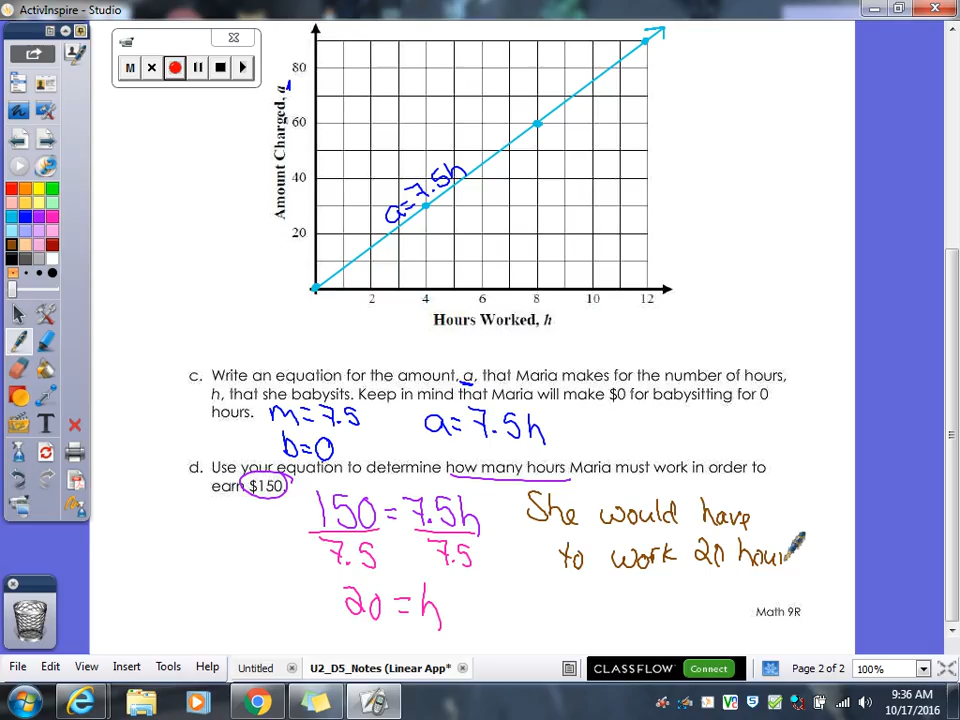 ActivInspire - Studio
M
80
60
40
20
Amount Charged, a
a=7.5h
2 4 6 8 10 12
Hours Worked, h
c. Write an equation for the amount, a, that Maria makes for the number of hours,
h, that she babysits. Keep in mind that Maria will make $0 for babysitting for 0
hours.
m=7.5
b=0
a=7.5h
d. Use your equation to determine how many hours Maria must work in order to
earn $150.
150=7.5h
7.5 7.5
20=h
She would have
to work 20 hour
Math 9R
File Edit View Insert Tools Help
Untitled
U2_D5_Notes (Linear App*
CLASSFLOW Connect
Page 2 of 2
100%
9:36 AM
10/17/2016